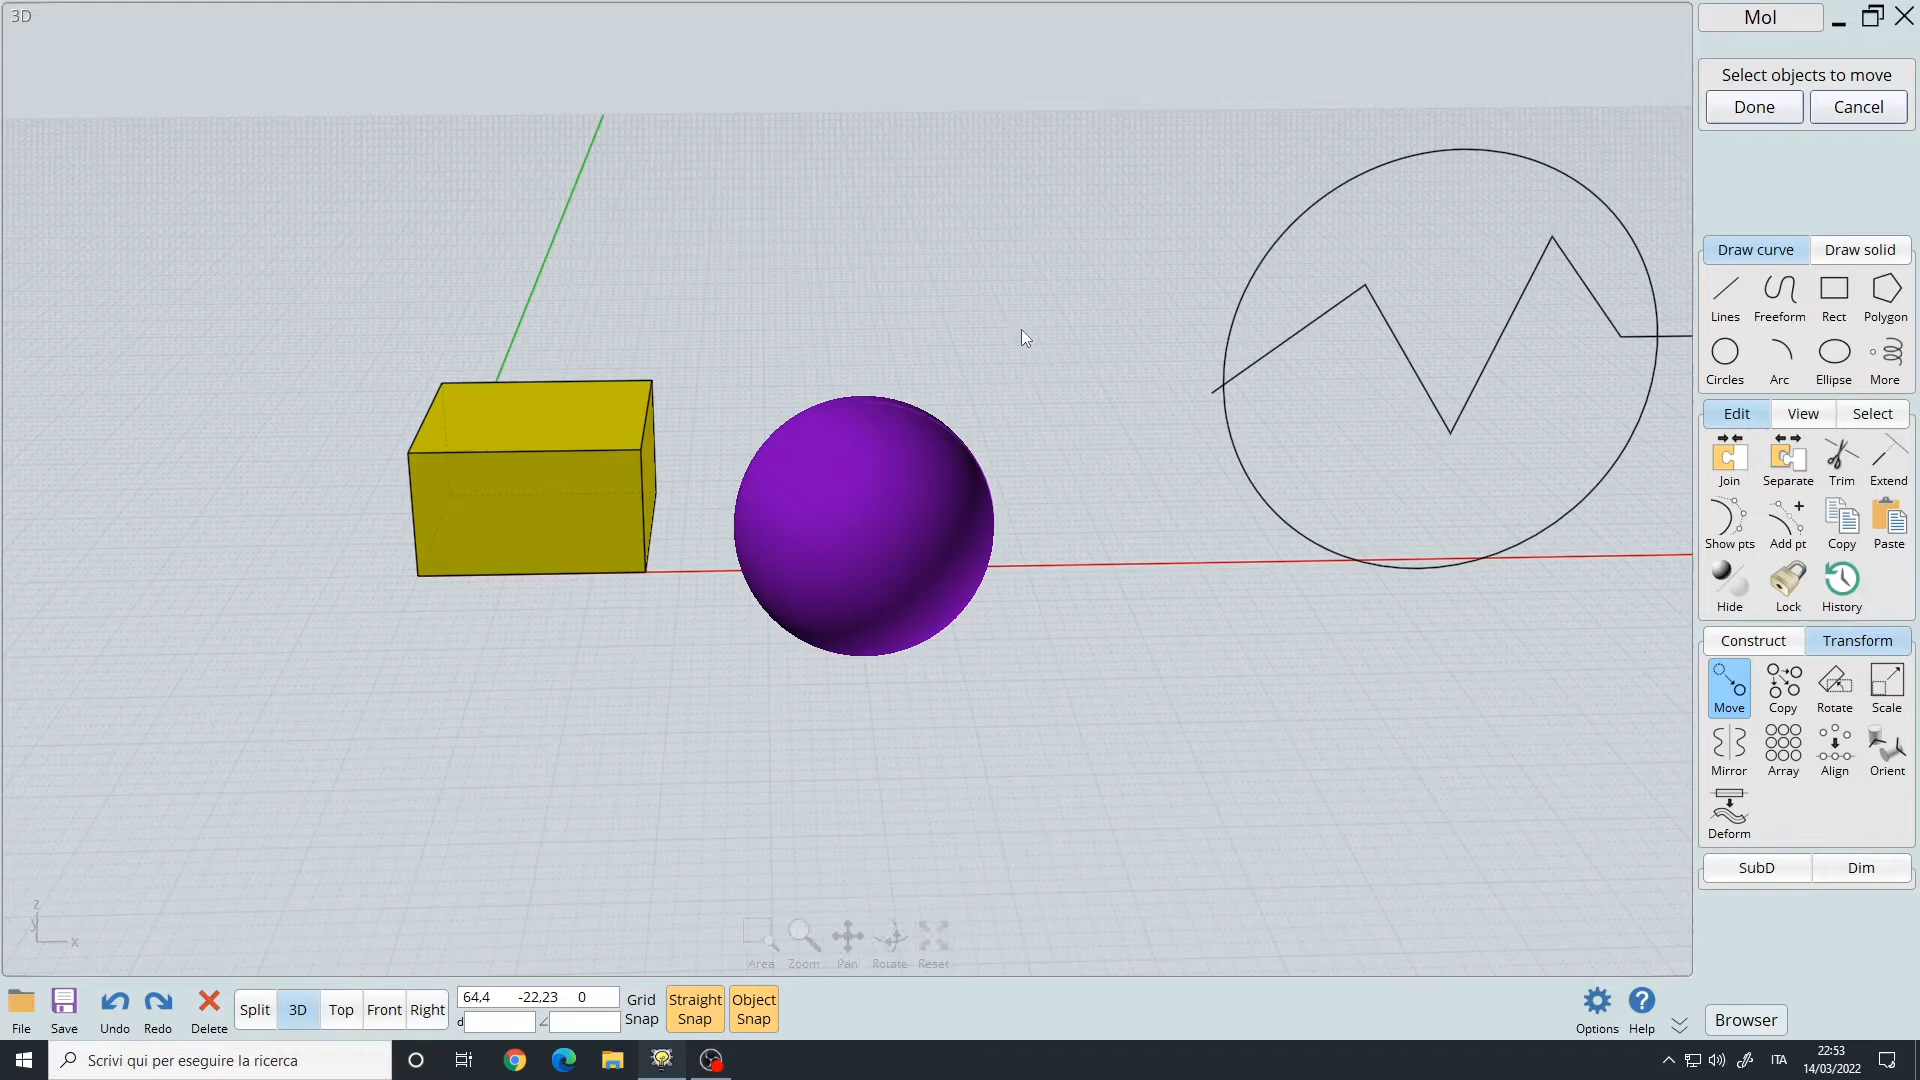 3D
MoI
Select objects to move
Done Cancel
Draw curve Draw solid
Lines Freeform Rect Polygon
Circles Arc Ellipse More
Edit View Select
Join Separate Trim Extend
Show pts Add pt Copy Paste
Hide Lock History
Construct Transform
Move Copy Rotate Scale
Mirror Array Align Orient
Deform
SubD Dim
z
y
x
Area Zoom Pan Rotate Reset
File Save Undo Redo Delete
Split 3D Top Front Right
64,4 -22,23 0
d ∠
Grid Snap
Straight Snap
Object Snap
Options Help
Browser
Scrivi qui per eseguire la ricerca
ITA
22:53
14/03/2022